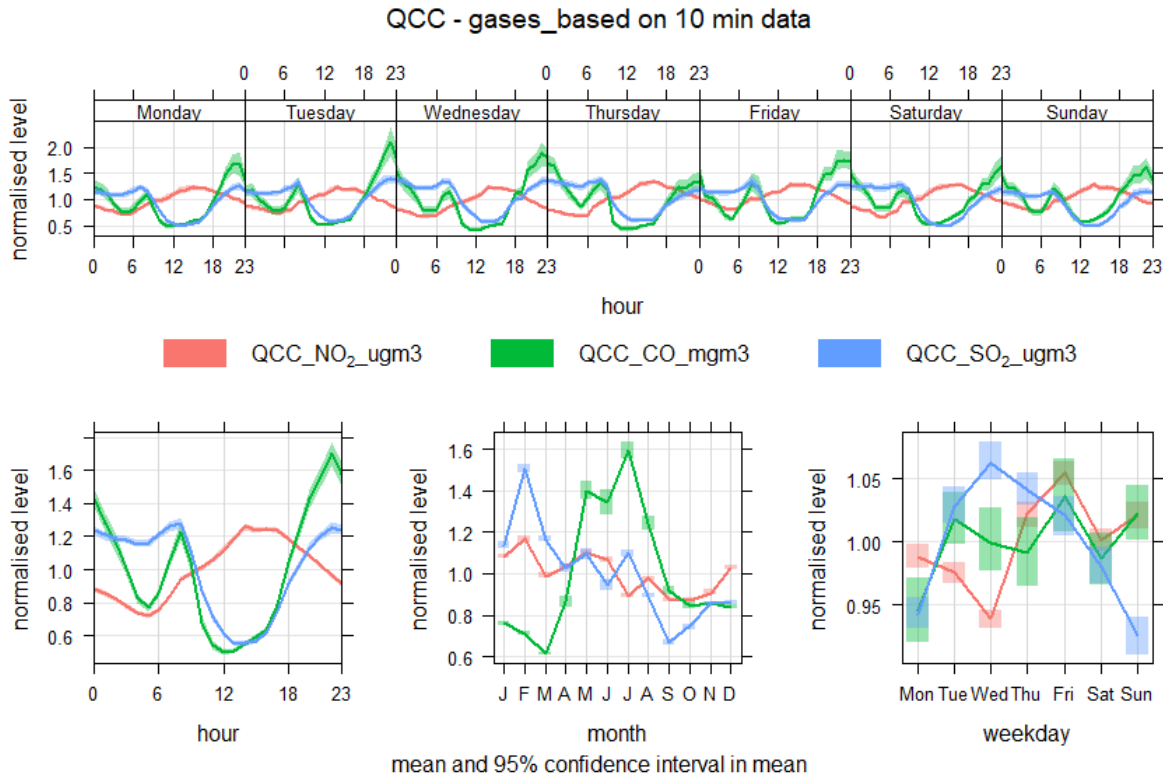 QCC - gases_based on 10 min data
0 6 12 18 23 0 6 12 18 23 0 6 12 18 23
Monday Tuesday Wednesday Thursday Friday Saturday Sunday
normalised level
2.0
1.5
1.0
0.5
0 6 12 18 23 0 6 12 18 23 0 6 12 18 23 0 6 12 18 23
hour
QCC_NO₂_ugm3 QCC_CO_mgm3 QCC_SO₂_ugm3
normalised level
1.6
1.4
1.2
1.0
0.8
0.6
0 6 12 18 23
hour
normalised level
1.6
1.4
1.2
1.0
0.8
0.6
J F M A M J J A S O N D
month
normalised level
1.05
1.00
0.95
Mon Tue Wed Thu Fri Sat Sun
weekday
mean and 95% confidence interval in mean